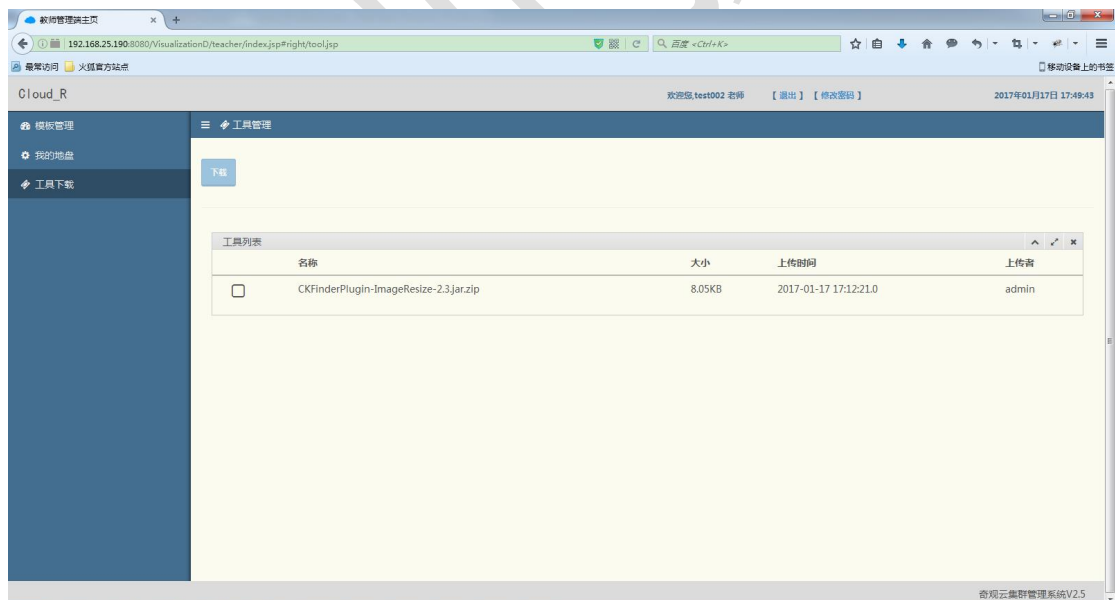 教师管理端主页
192.168.25.190:8080/VisualizationD/teacher/index.jsp#right/tool.jsp
百度 <Ctrl+K>
最常访问 火狐官方站点 移动设备上的书签
Cloud_R 欢迎您,test002 老师 【 退出 】 【 修改密码 】 2017年01月17日 17:49:43
模板管理 工具管理
我的地盘
下载
工具下载
工具列表
名称 大小 上传时间 上传者
CKFinderPlugin-ImageResize-2.3.jar.zip 8.05KB 2017-01-17 17:12:21.0 admin
奇观云集群管理系统V2.5